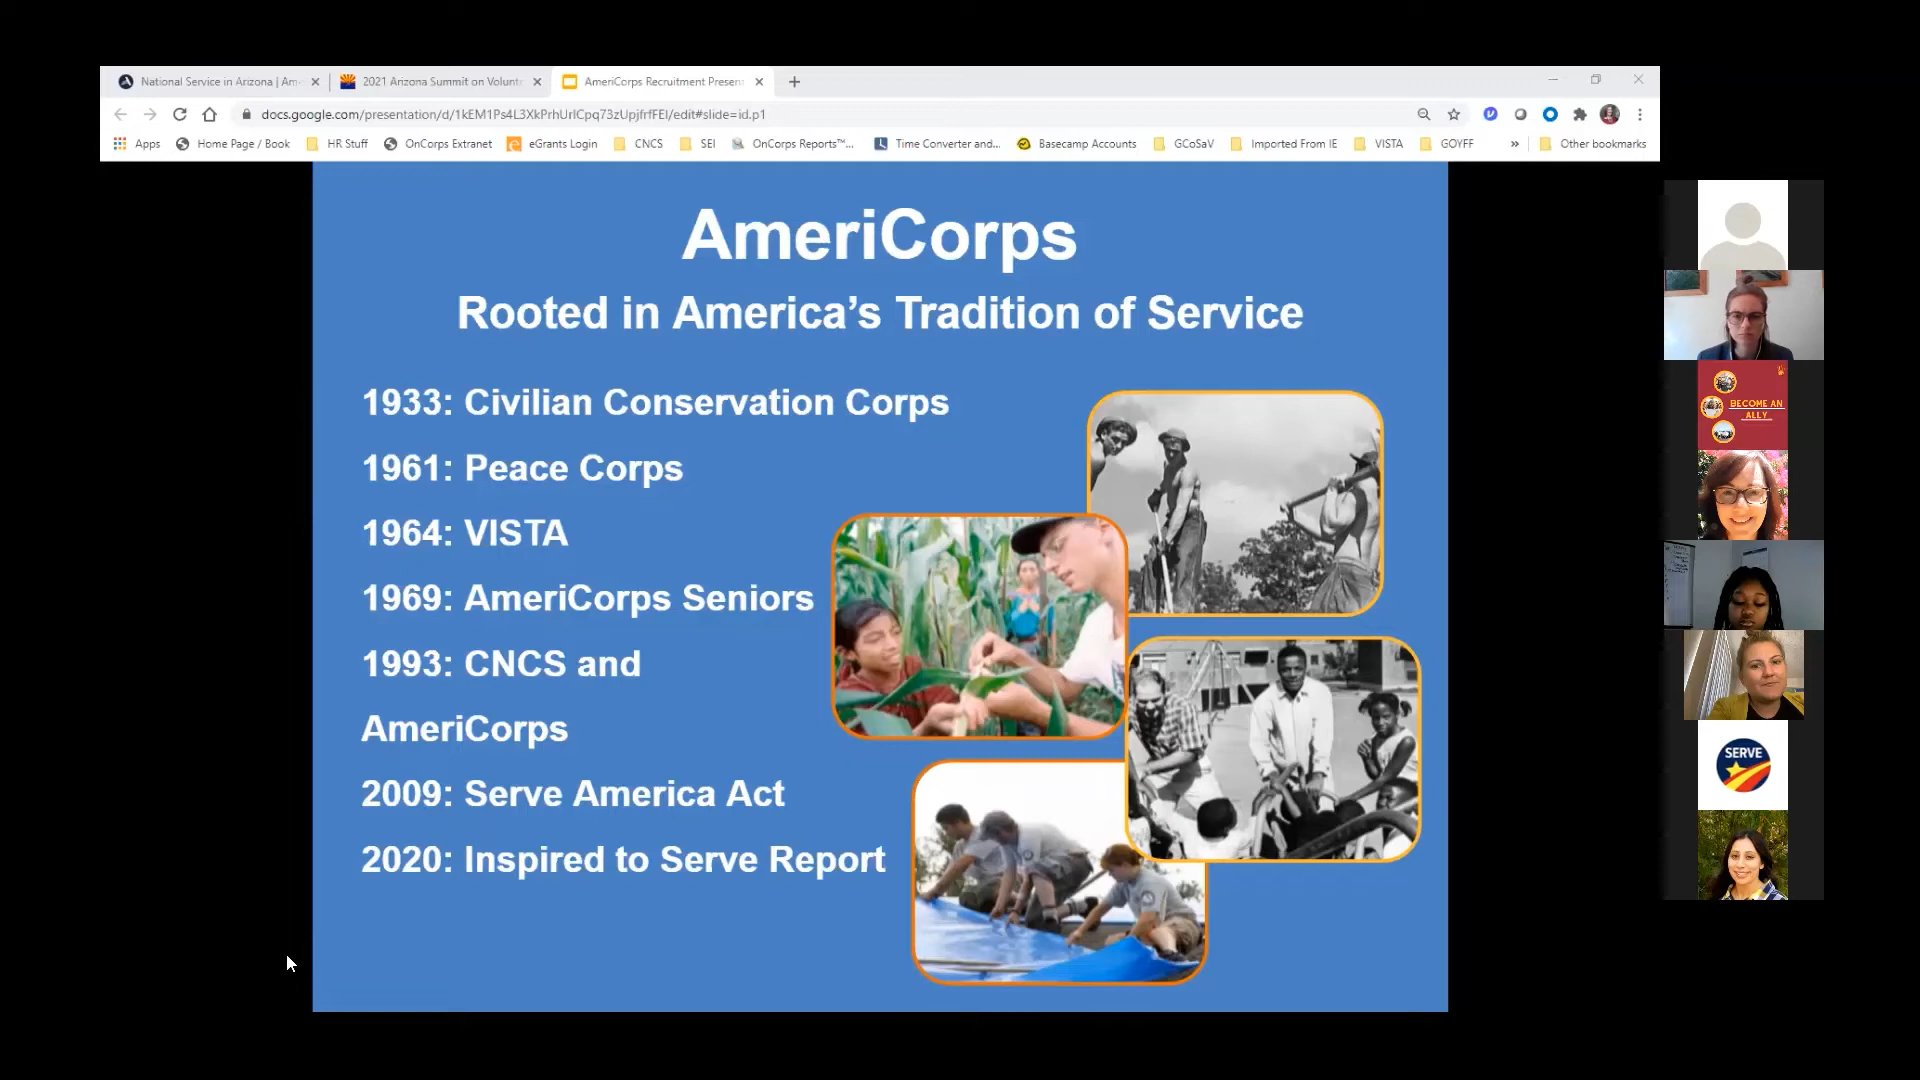 National Service in Arizona | Am
2021 Arizona Summit on Volunt
AmeriCorps Recruitment Presen
docs.google.com/presentation/d/1kEM1Ps4L3XkPrhUrlCpq73zUpjfrfFEI/edit#slide=id.p1
Apps
Home Page / Book
HR Stuff
OnCorps Extranet
eGrants Login
CNCS
SEI
OnCorps Reports™...
Time Converter and...
Basecamp Accounts
GCoSaV
Imported From IE
VISTA
GOYFF
Other bookmarks
AmeriCorps
Rooted in America's Tradition of Service
1933: Civilian Conservation Corps
1961: Peace Corps
1964: VISTA
1969: AmeriCorps Seniors
1993: CNCS and
AmeriCorps
2009: Serve America Act
2020: Inspired to Serve Report
BECOME AN
ALLY
SERVE